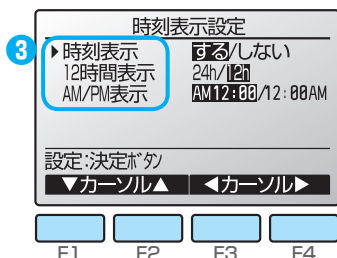 時刻表示設定
3
▶時刻表示 する/しない
12時間表示 24h/12h
AM/PM表示 AM12:00/12:00AM
設定:決定ﾎﾞﾀﾝ
▼カーソル▲ ◀カーソル▶
F1 F2 F3 F4